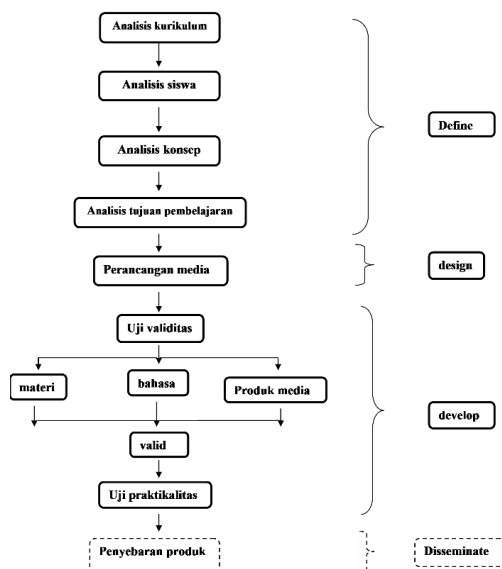 Analisis kurikulum
Analisis siswa
Define
Analisis konsep
Analisis tujuan pembelajaran
Perancangan media
design
Uji validitas
materi
bahasa
Produk media
develop
valid
Uji praktikalitas
Penyebaran produk
Disseminate